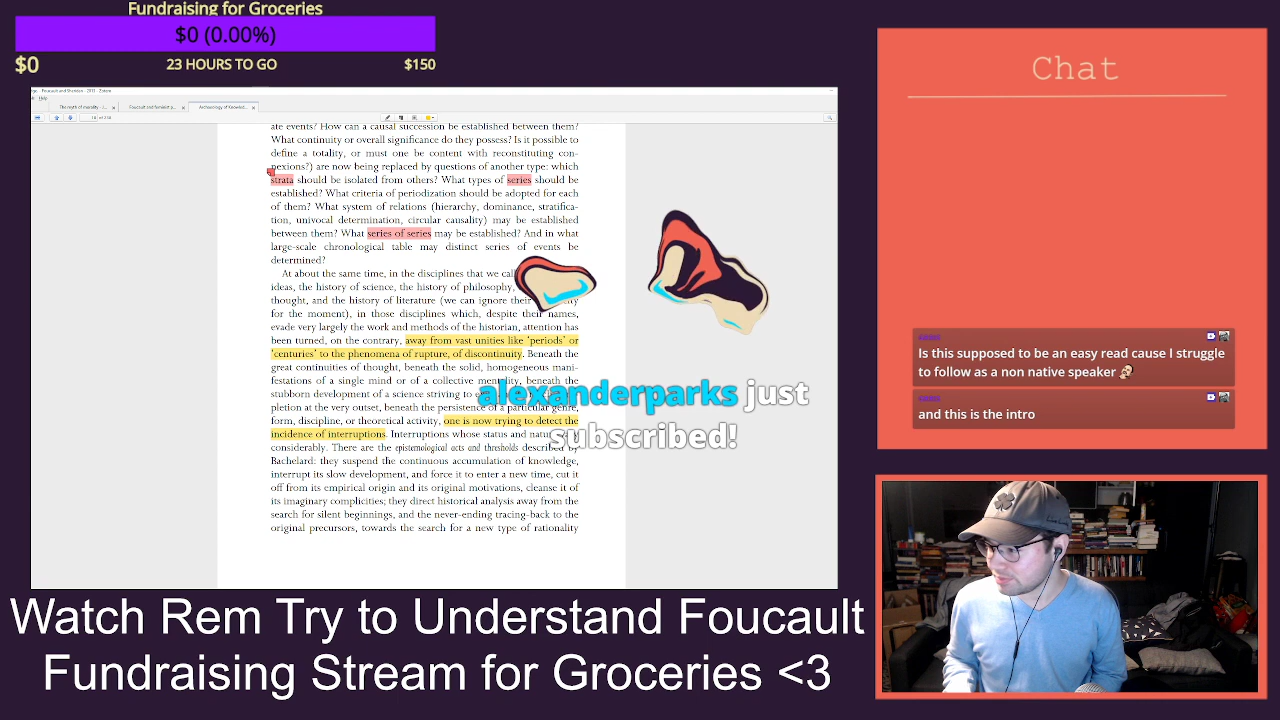 Fundraising for Groceries
$0 (0.00%)
$0
23 HOURS TO GO
$150
Foucault and Sheridan - 2013 - Zotero
Help
The myth of morality - J...
Foucault and feminist p...
Archaeology of Knowled...
ate events? How can a causal succession be established between them?
What continuity or overall significance do they possess? Is it possible to
define a totality, or must one be content with reconstituting con-
nexions?) are now being replaced by questions of another type: which
strata should be isolated from others? What types of series should be
established? What criteria of periodization should be adopted for each
of them? What system of relations (hierarchy, dominance, stratifica-
tion, univocal determination, circular causality) may be established
between them? What series of series may be established? And in what
large-scale chronological table may distinct series of events be
determined?
At about the same time, in the disciplines that we call
ideas, the history of science, the history of philosophy,
thought, and the history of literature (we can ignore their
for the moment), in those disciplines which, despite their names,
evade very largely the work and methods of the historian, attention has
been turned, on the contrary, away from vast unities like 'periods' or
'centuries' to the phenomena of rupture, of discontinuity. Beneath the
great continuities of thought, beneath the solid, homogeneous mani-
festations of a single mind or of a collective mentality, beneath the
stubborn development of a science striving to
pletion at the very outset, beneath the persistence of a particular genre,
form, discipline, or theoretical activity, one is now trying to detect the
incidence of interruptions. Interruptions whose status and
considerably. There are the epistemological acts and thresholds described by
Bachelard: they suspend the continuous accumulation of knowledge,
interrupt its slow development, and force it to enter a new time, cut it
off from its empirical origin and its original motivations, cleanse it of
its imaginary complicities; they direct historical analysis away from the
search for silent beginnings, and the never-ending tracing-back to the
original precursors, towards the search for a new type of rationality
alexanderparks just
subscribed!
Chat
Is this supposed to be an easy read cause I struggle
to follow as a non native speaker
and this is the intro
Watch Rem Try to Understand Foucault
Fundraising Stream for Groceries <3